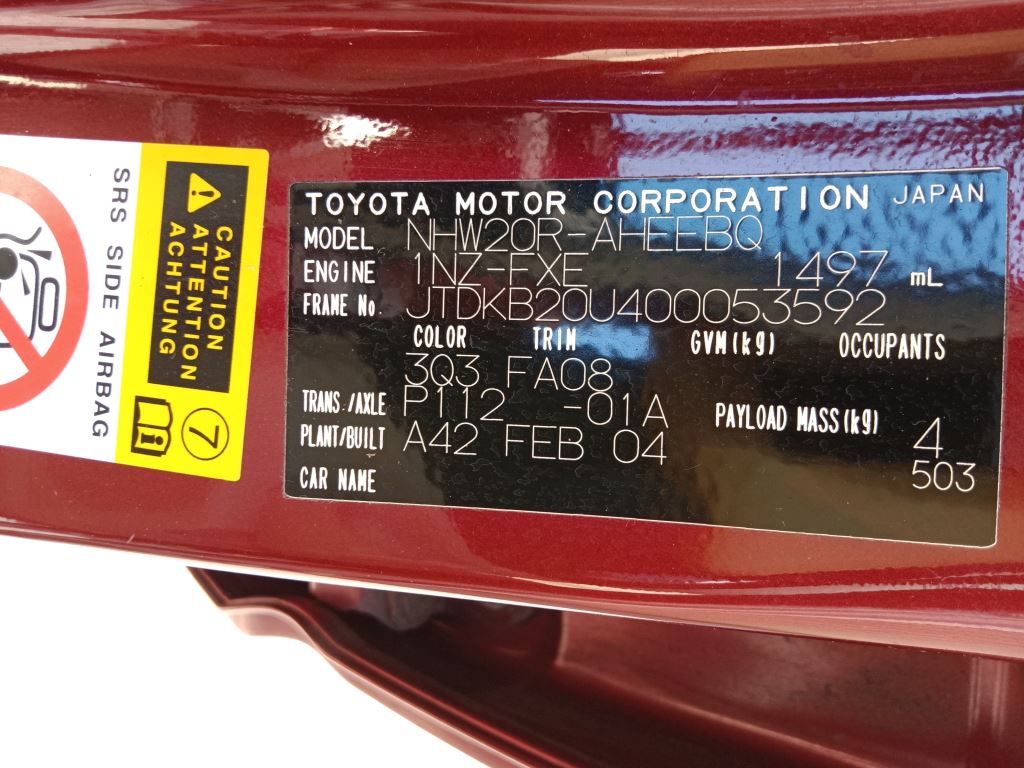 SRS SIDE AIRBAG
CAUTION
ATTENTION
ACHTUNG
7
TOYOTA MOTOR CORPORATION JAPAN
MODEL NHW20R-AHEEBQ
ENGINE 1NZ-FXE 1497 mL
FRAME No. JTDKB20U400053592
COLOR TRIM GVM(kg) OCCUPANTS
3Q3 FA08
TRANS./AXLE P112 -01A PAYLOAD MASS(kg) 4
PLANT/BUILT A42 FEB 04 503
CAR NAME